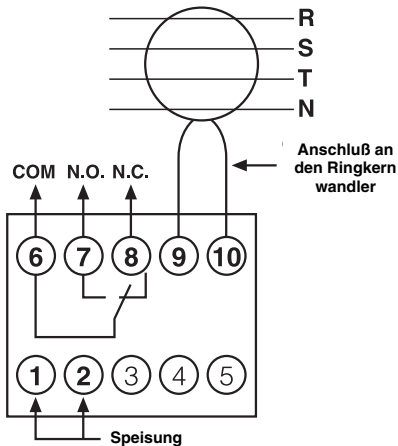 R
S
T
N
Anschluß an
den Ringkern
wandler
COM N.O. N.C.
6 7 8 9 10
1 2 3 4 5
Speisung